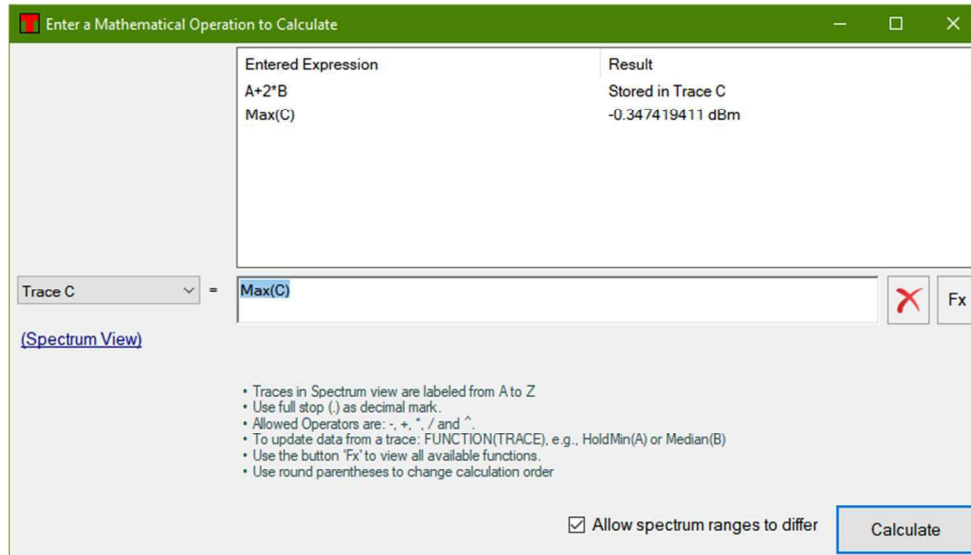 Enter a Mathematical Operation to Calculate
Entered Expression Result
A+2*B Stored in Trace C
Max(C) -0.347419411 dBm
Trace C = Max(C) Fx
(Spectrum View)
• Traces in Spectrum view are labeled from A to Z
• Use full stop (.) as decimal mark.
• Allowed Operators are: -, +, *, / and ^.
• To update data from a trace: FUNCTION(TRACE), e.g., HoldMin(A) or Median(B)
• Use the button 'Fx' to view all available functions.
• Use round parentheses to change calculation order
Allow spectrum ranges to differ Calculate